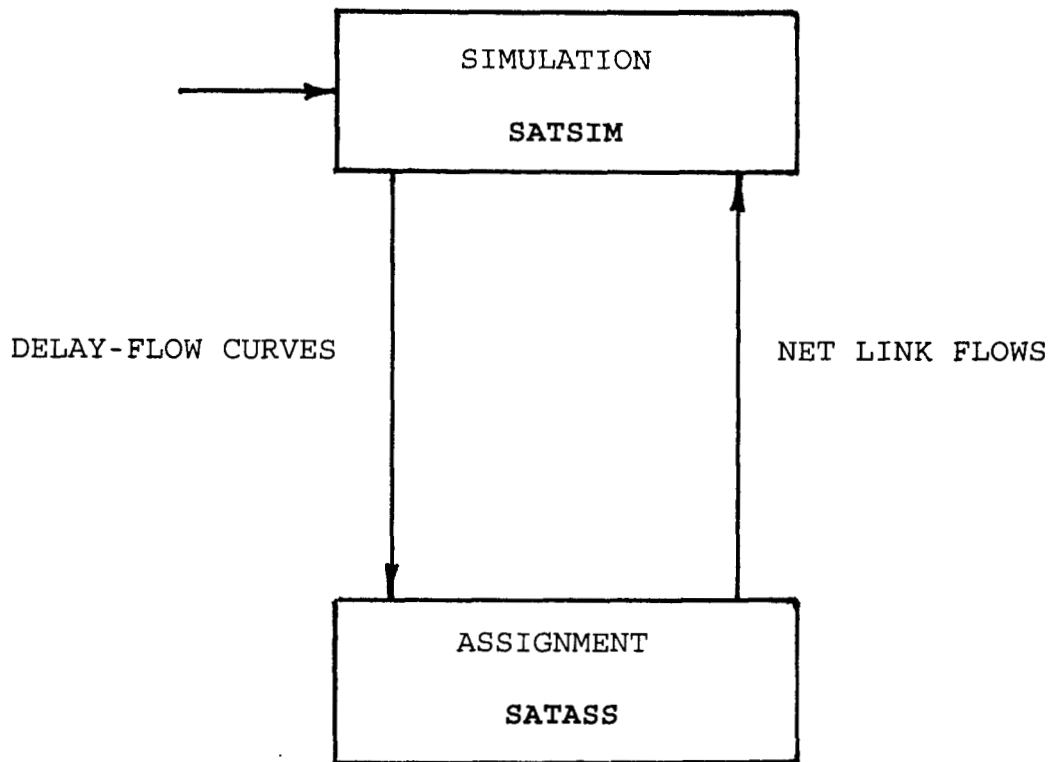 SIMULATION
SATSIM
DELAY-FLOW CURVES
NET LINK FLOWS
ASSIGNMENT
SATASS